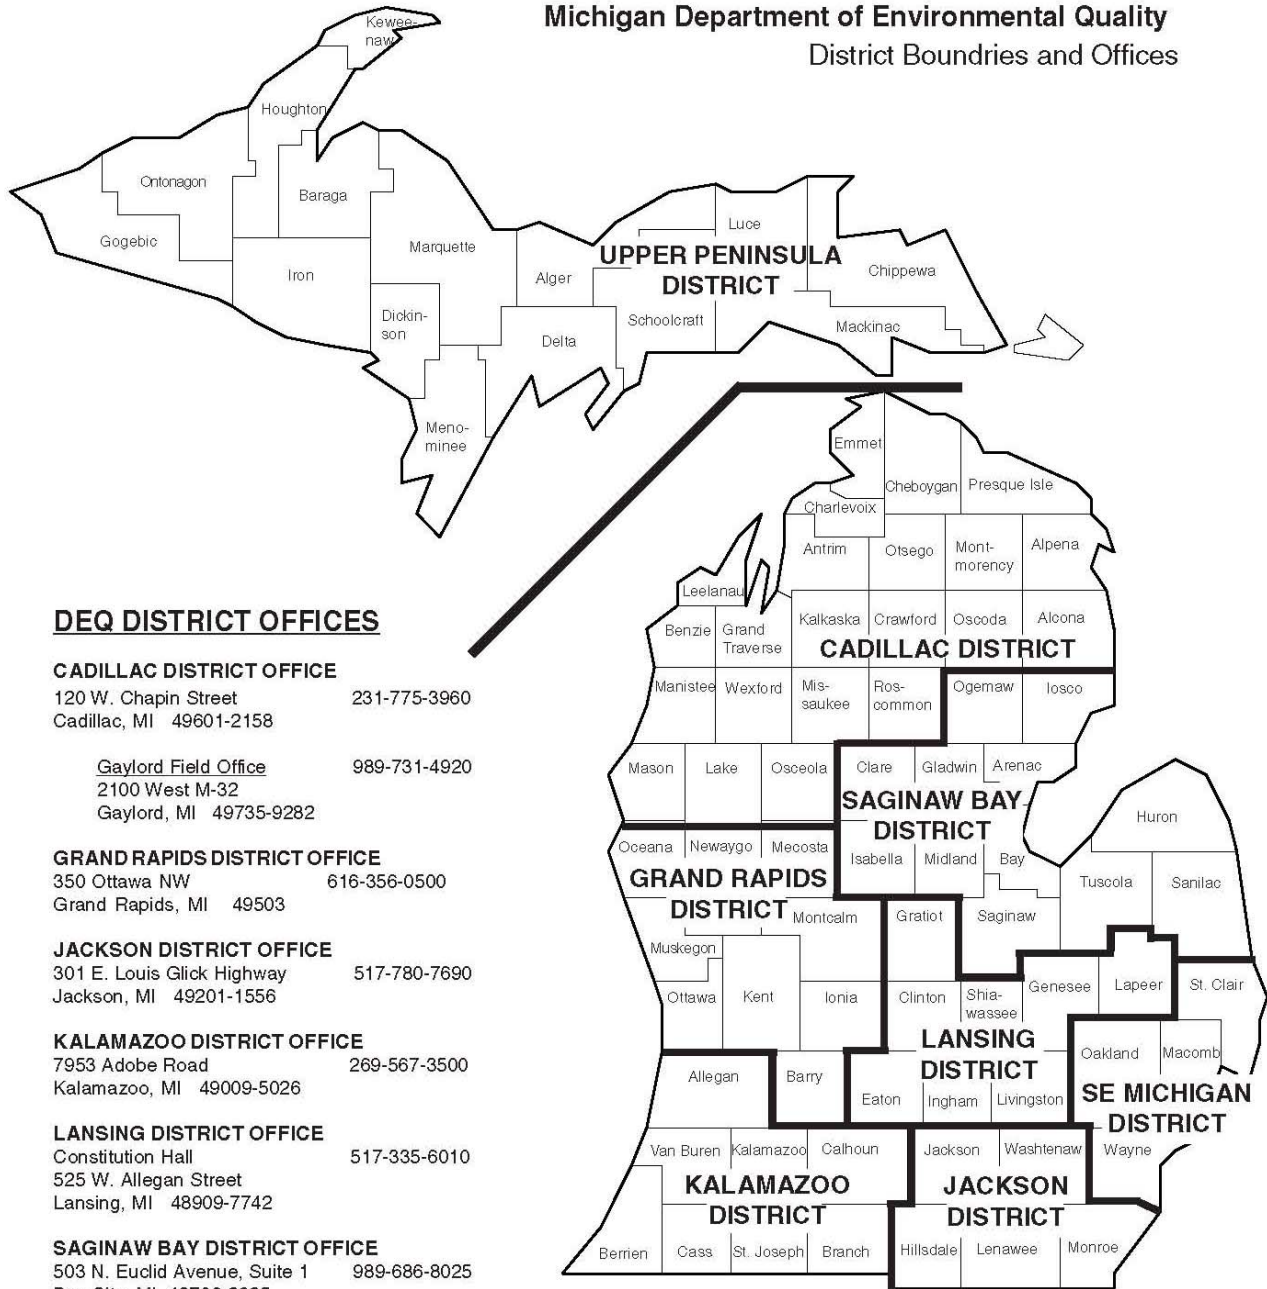 Michigan Department of Environmental Quality
District Boundries and Offices
Kewee-
naw
Houghton
Ontonagon
Baraga
Gogebic
Marquette
Luce
UPPER PENINSULA
DISTRICT
Iron
Alger
Chippewa
Dickin-
son
Schoolcraft
Mackinac
Delta
Meno-
minee
Emmet
Cheboygan
Presque Isle
Charlevoix
Antrim
Otsego
Mont-
morency
Alpena
Leelanau
Benzie
Grand
Traverse
Kalkaska
Crawford
Oscoda
Alcona
CADILLAC DISTRICT
Manistee
Wexford
Mis-
saukee
Ros-
common
Ogemaw
Iosco
Mason
Lake
Osceola
Clare
Gladwin
Arenac
SAGINAW BAY
DISTRICT
Huron
Oceana
Newaygo
Mecosta
Isabella
Midland
Bay
GRAND RAPIDS
DISTRICT
Tuscola
Sanilac
Montcalm
Gratiot
Saginaw
Muskegon
Ottawa
Kent
Ionia
Clinton
Shia-
wassee
Genesee
Lapeer
St. Clair
LANSING
DISTRICT
Oakland
Macomb
Allegan
Barry
Eaton
Ingham
Livingston
SE MICHIGAN
DISTRICT
Van Buren
Kalamazoo
Calhoun
Jackson
Washtenaw
Wayne
KALAMAZOO
DISTRICT
JACKSON
DISTRICT
Berrien
Cass
St. Joseph
Branch
Hillsdale
Lenawee
Monroe
DEQ DISTRICT OFFICES
CADILLAC DISTRICT OFFICE
120 W. Chapin Street 231-775-3960
Cadillac, MI 49601-2158
Gaylord Field Office 989-731-4920
2100 West M-32
Gaylord, MI 49735-9282
GRAND RAPIDS DISTRICT OFFICE
350 Ottawa NW 616-356-0500
Grand Rapids, MI 49503
JACKSON DISTRICT OFFICE
301 E. Louis Glick Highway 517-780-7690
Jackson, MI 49201-1556
KALAMAZOO DISTRICT OFFICE
7953 Adobe Road 269-567-3500
Kalamazoo, MI 49009-5026
LANSING DISTRICT OFFICE
Constitution Hall 517-335-6010
525 W. Allegan Street
Lansing, MI 48909-7742
SAGINAW BAY DISTRICT OFFICE
503 N. Euclid Avenue, Suite 1 989-686-8025